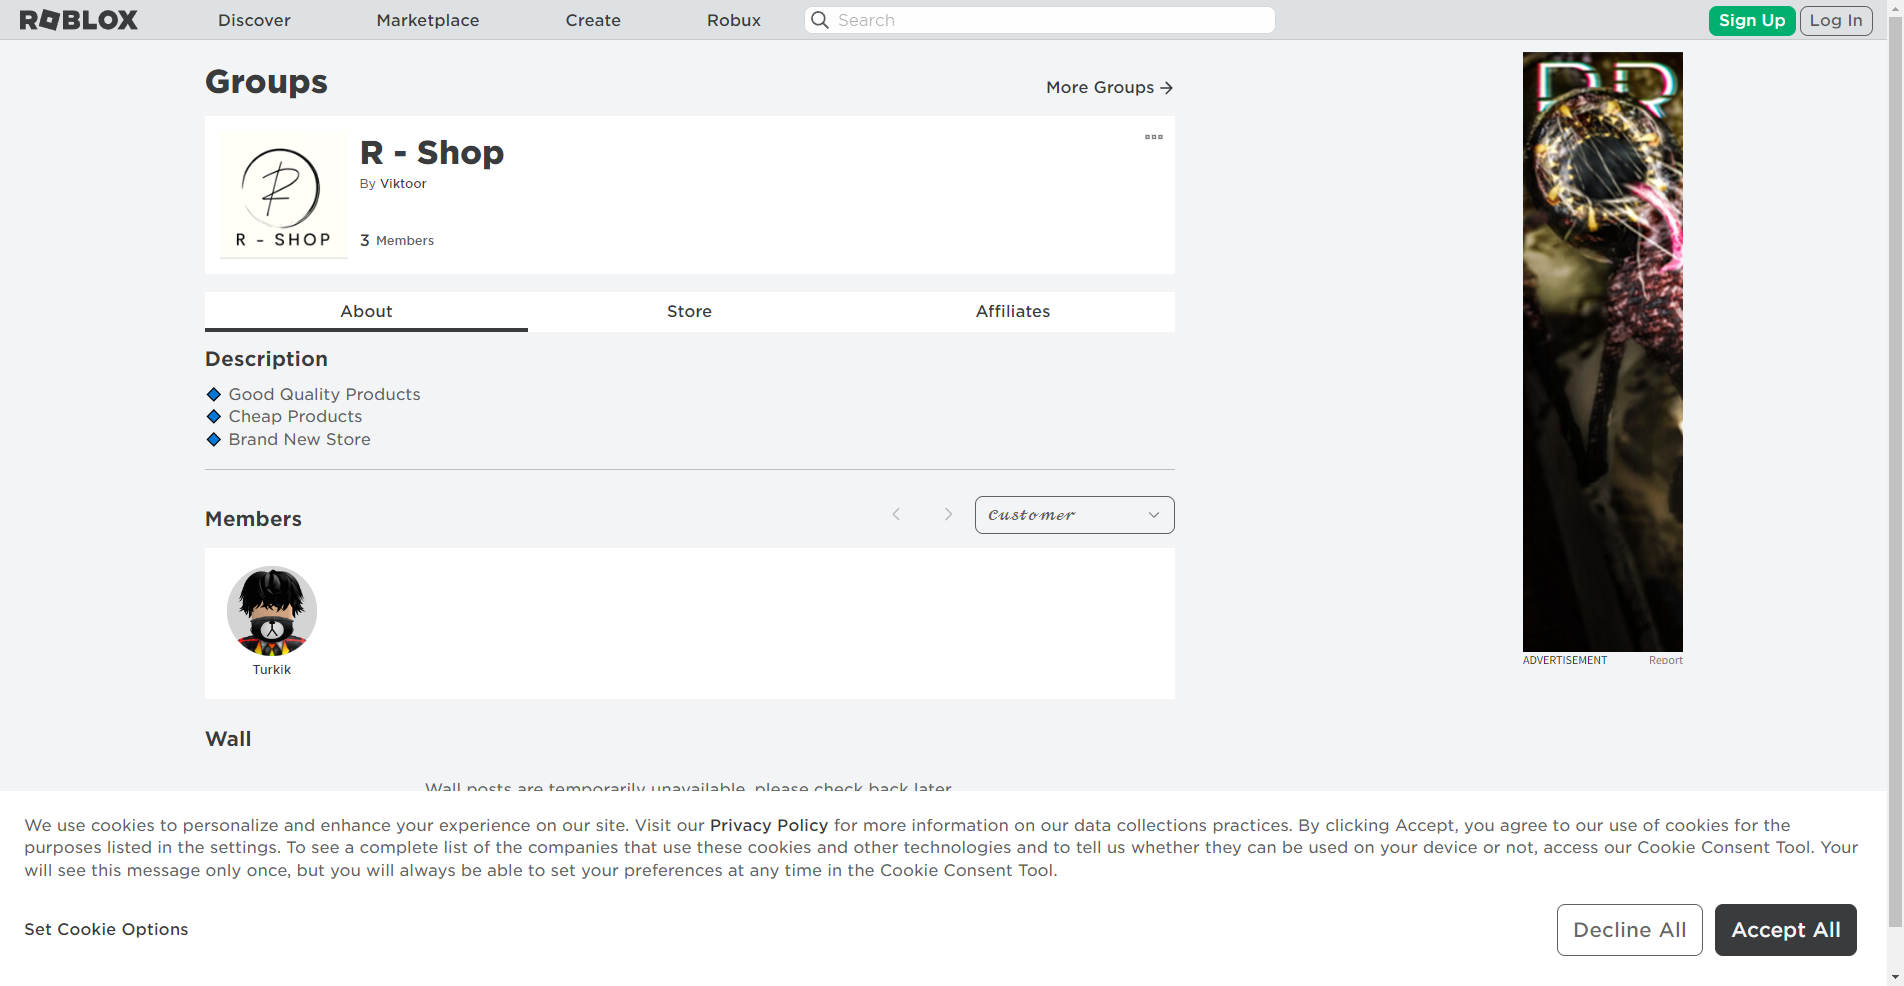 ROBLOX
Discover
Marketplace
Create
Robux
Search
Sign Up
Log In
Groups
More Groups
R - SHOP
R - Shop
By Viktoor
3 Members
About
Store
Affiliates
Description
Good Quality Products
Cheap Products
Brand New Store
Members
𝓒𝓾𝓼𝓽𝓸𝓶𝓮𝓻
Turkik
ADVERTISEMENT
Report
Wall
Wall posts are temporarily unavailable, please check back later
We use cookies to personalize and enhance your experience on our site. Visit our Privacy Policy for more information on our data collections practices. By clicking Accept, you agree to our use of cookies for the
purposes listed in the settings. To see a complete list of the companies that use these cookies and other technologies and to tell us whether they can be used on your device or not, access our Cookie Consent Tool. Your
will see this message only once, but you will always be able to set your preferences at any time in the Cookie Consent Tool.
Set Cookie Options
Decline All
Accept All